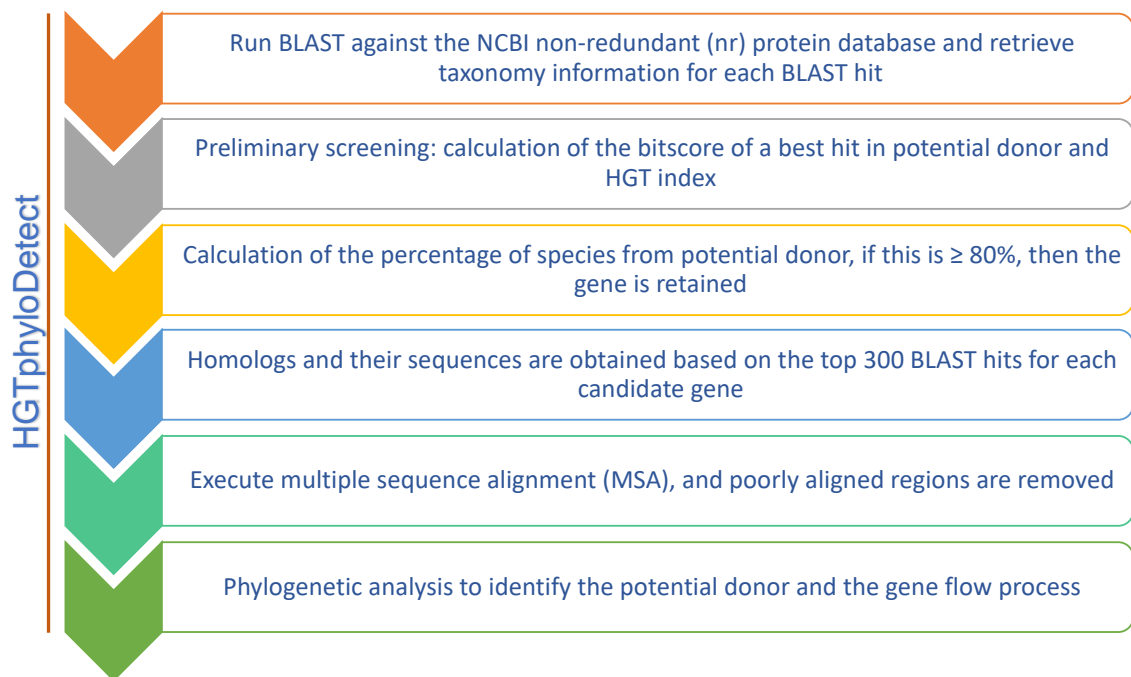 HGTphyloDetect
Run BLAST against the NCBI non-redundant (nr) protein database and retrieve
taxonomy information for each BLAST hit
Preliminary screening: calculation of the bitscore of a best hit in potential donor and
HGT index
Calculation of the percentage of species from potential donor, if this is ≥ 80%, then the
gene is retained
Homologs and their sequences are obtained based on the top 300 BLAST hits for each
candidate gene
Execute multiple sequence alignment (MSA), and poorly aligned regions are removed
Phylogenetic analysis to identify the potential donor and the gene flow process